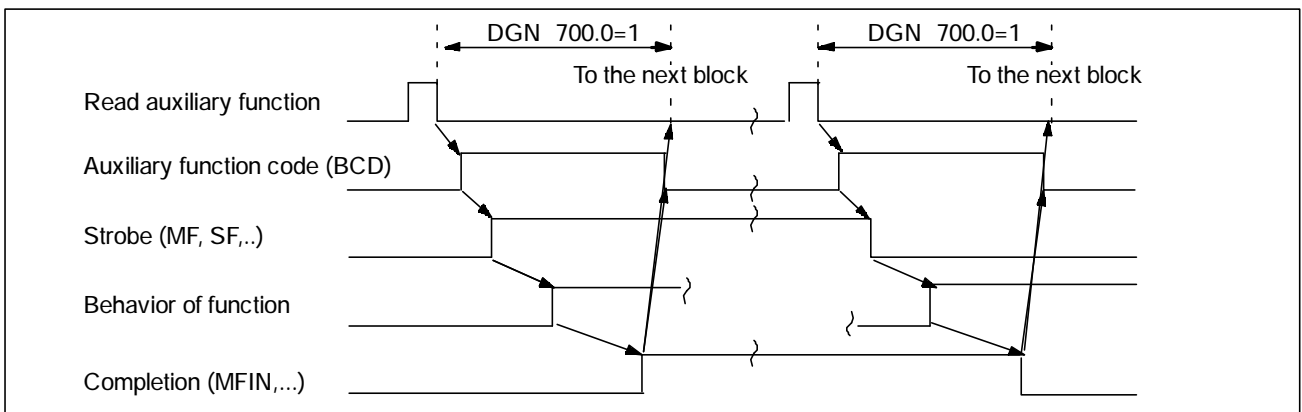 DGN 700.0=1 DGN 700.0=1
To the next block To the next block
Read auxiliary function
Auxiliary function code (BCD)
Strobe (MF, SF,..)
Behavior of function
Completion (MFIN,...)